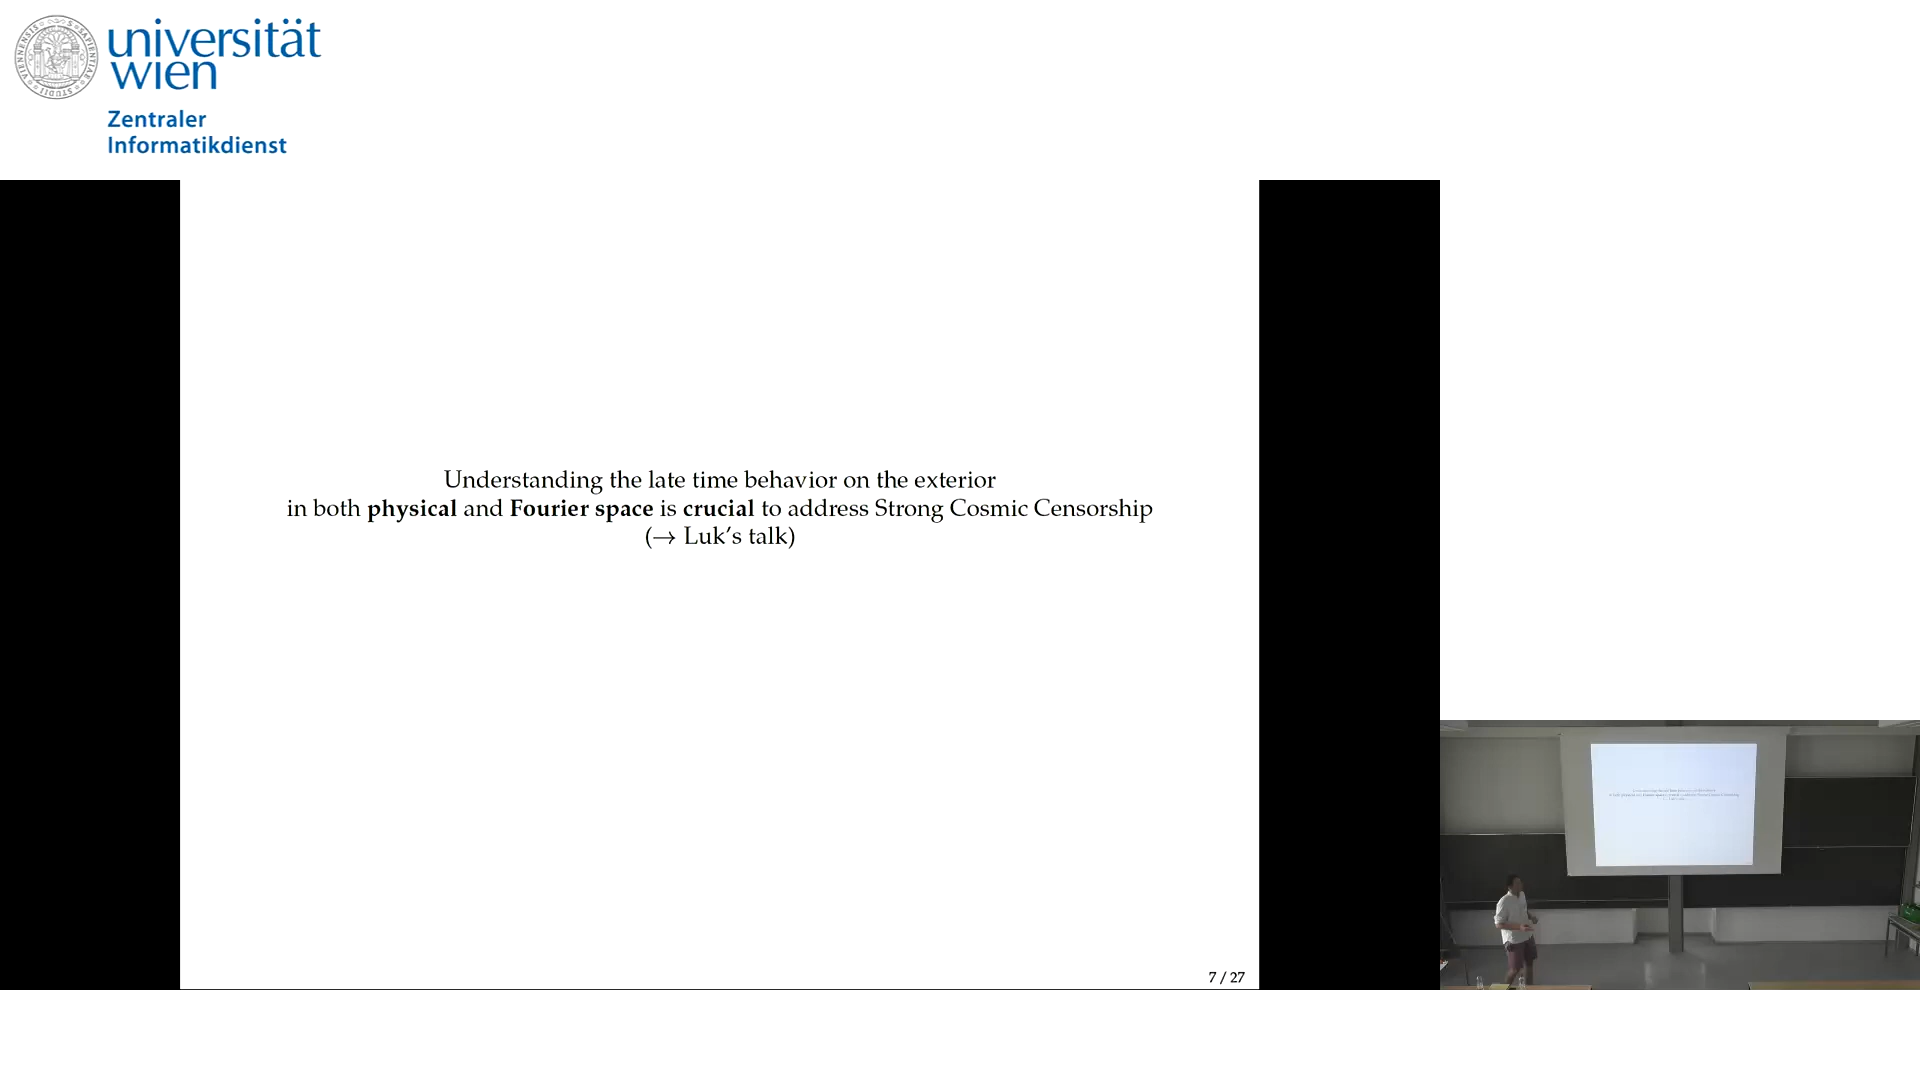 universität
wien
Zentraler
Informatikdienst
Understanding the late time behavior on the exterior
in both physical and Fourier space is crucial to address Strong Cosmic Censorship
(→ Luk's talk)
7 / 27